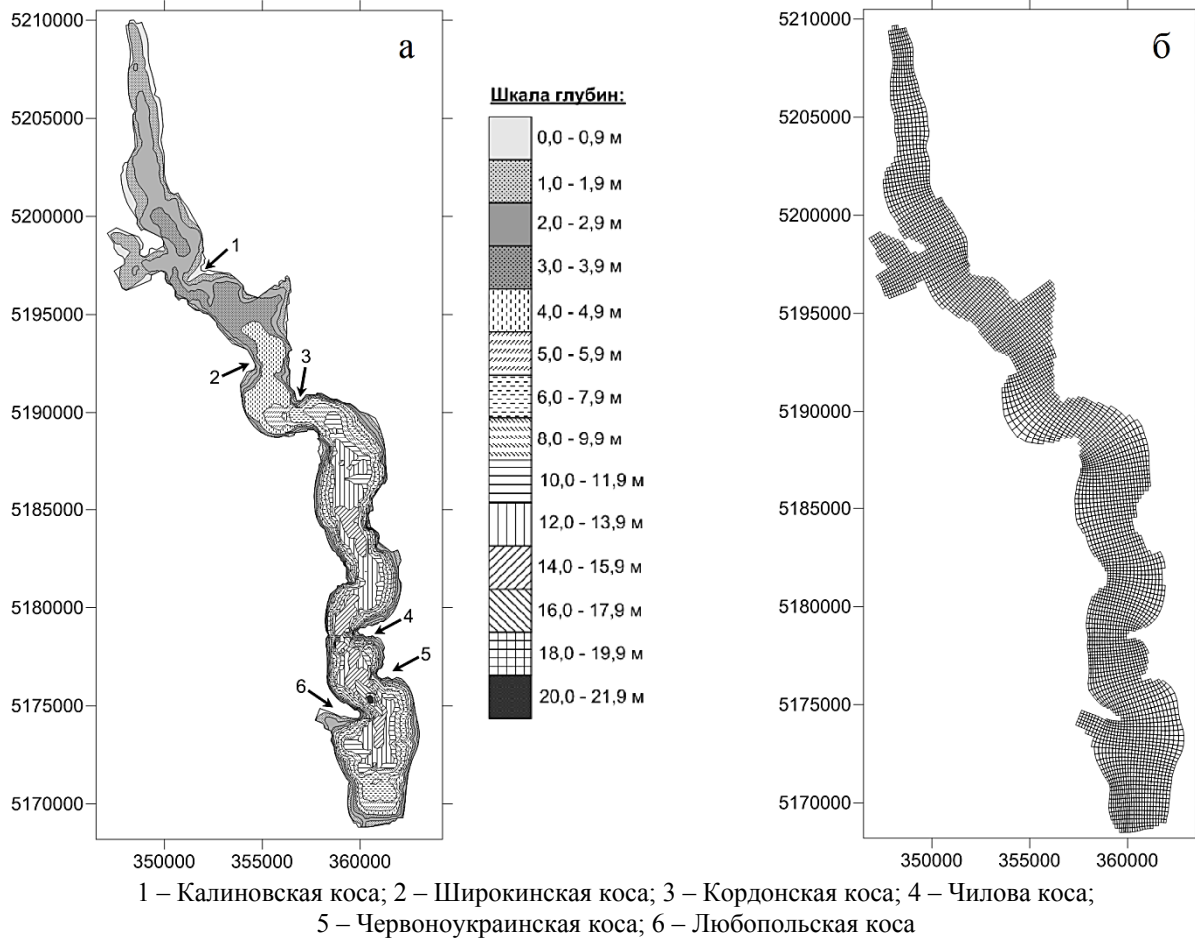 а
5210000
5205000
5200000
5195000
5190000
5185000
5180000
5175000
5170000
350000 355000 360000
1
2
3
4
5
6
Шкала глубин:
0,0 - 0,9 м
1,0 - 1,9 м
2,0 - 2,9 м
3,0 - 3,9 м
4,0 - 4,9 м
5,0 - 5,9 м
6,0 - 7,9 м
8,0 - 9,9 м
10,0 - 11,9 м
12,0 - 13,9 м
14,0 - 15,9 м
16,0 - 17,9 м
18,0 - 19,9 м
20,0 - 21,9 м
б
5210000
5205000
5200000
5195000
5190000
5185000
5180000
5175000
5170000
350000 355000 360000
1 – Калиновская коса; 2 – Широкинская коса; 3 – Кордонская коса; 4 – Чилова коса;
5 – Червоноукраинская коса; 6 – Любопольская коса